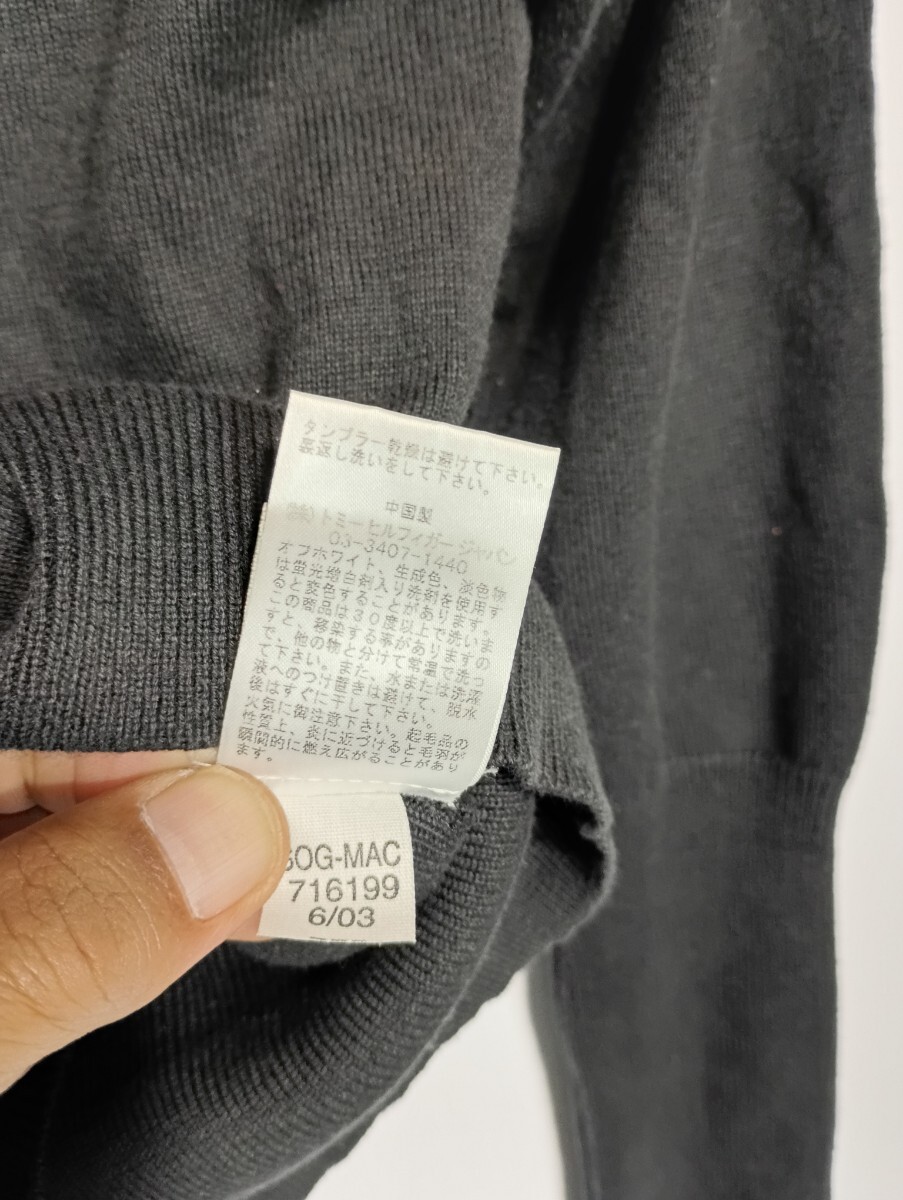 タンブラー乾燥は避けて下さい。
裏返し洗いをして下さい。
中国製
㈱トミーヒルフィガージャパン
03-3407-1440
オフホワイト、生成色、淡色物
は蛍光増白剤入り洗剤を使用す
ると変色することがあります。
この商品は30度以上で洗いま
すと、移染する事がありますの
で、他の物と分けて常温で洗っ
て下さい。また、水または洗濯
液へのつけ置きは避けて、脱水
後はすぐに干して下さい。
火気に御注意下さい。起毛品の
性質上、炎に近づけると毛羽が
瞬間的に燃え広がることがあり
ます。
OG-MAC
716199
6/03